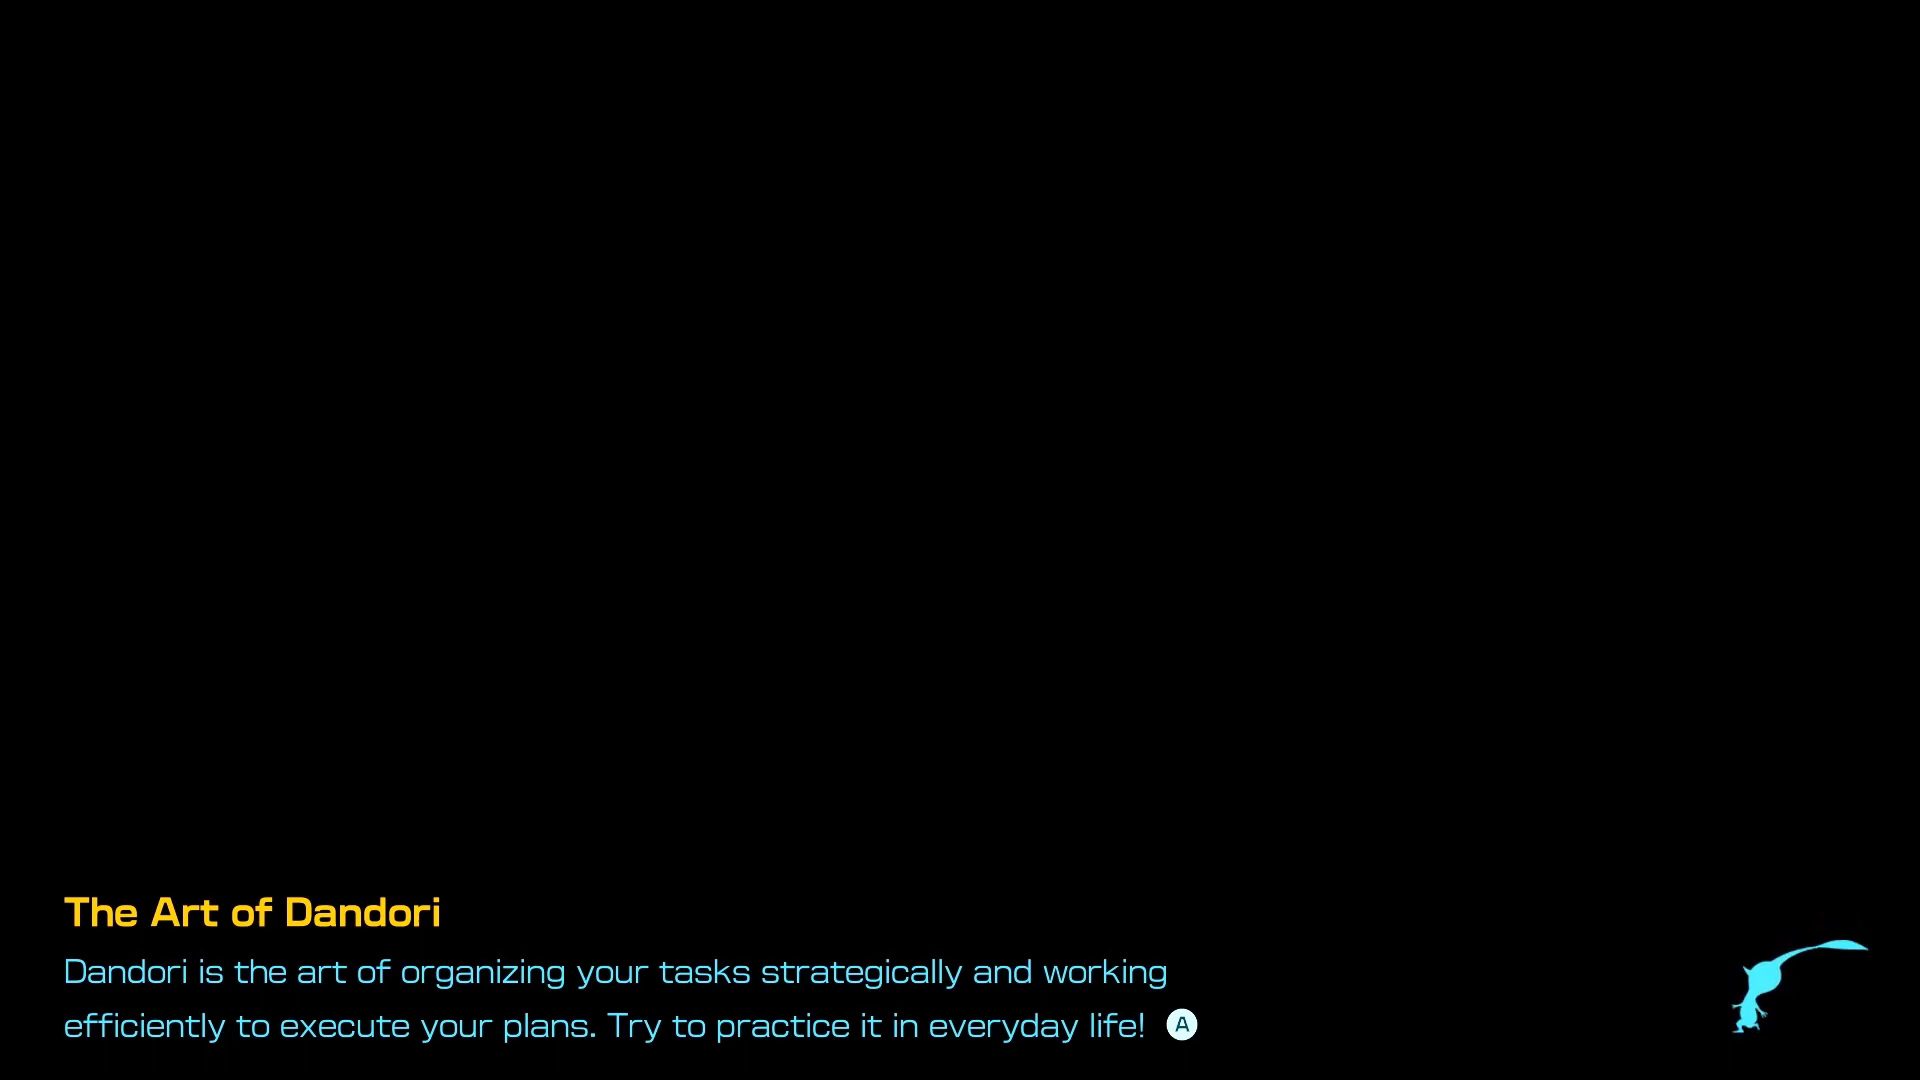 The Art of Dandori
Dandori is the art of organizing your tasks strategically and working
efficiently to execute your plans. Try to practice it in everyday life! A